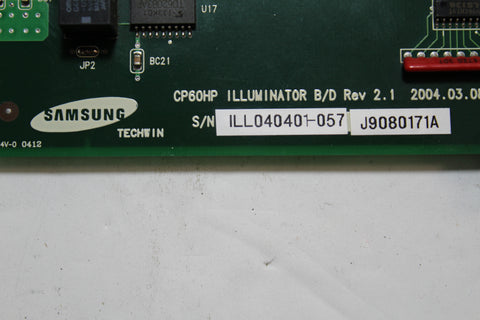 U17
JP2
BC21
CP60HP ILLUMINATOR B/D Rev 2.1 2004.03.0
SAMSUNG
TECHWIN
S/N ILL040401-057 J9080171A
4V-0 0412